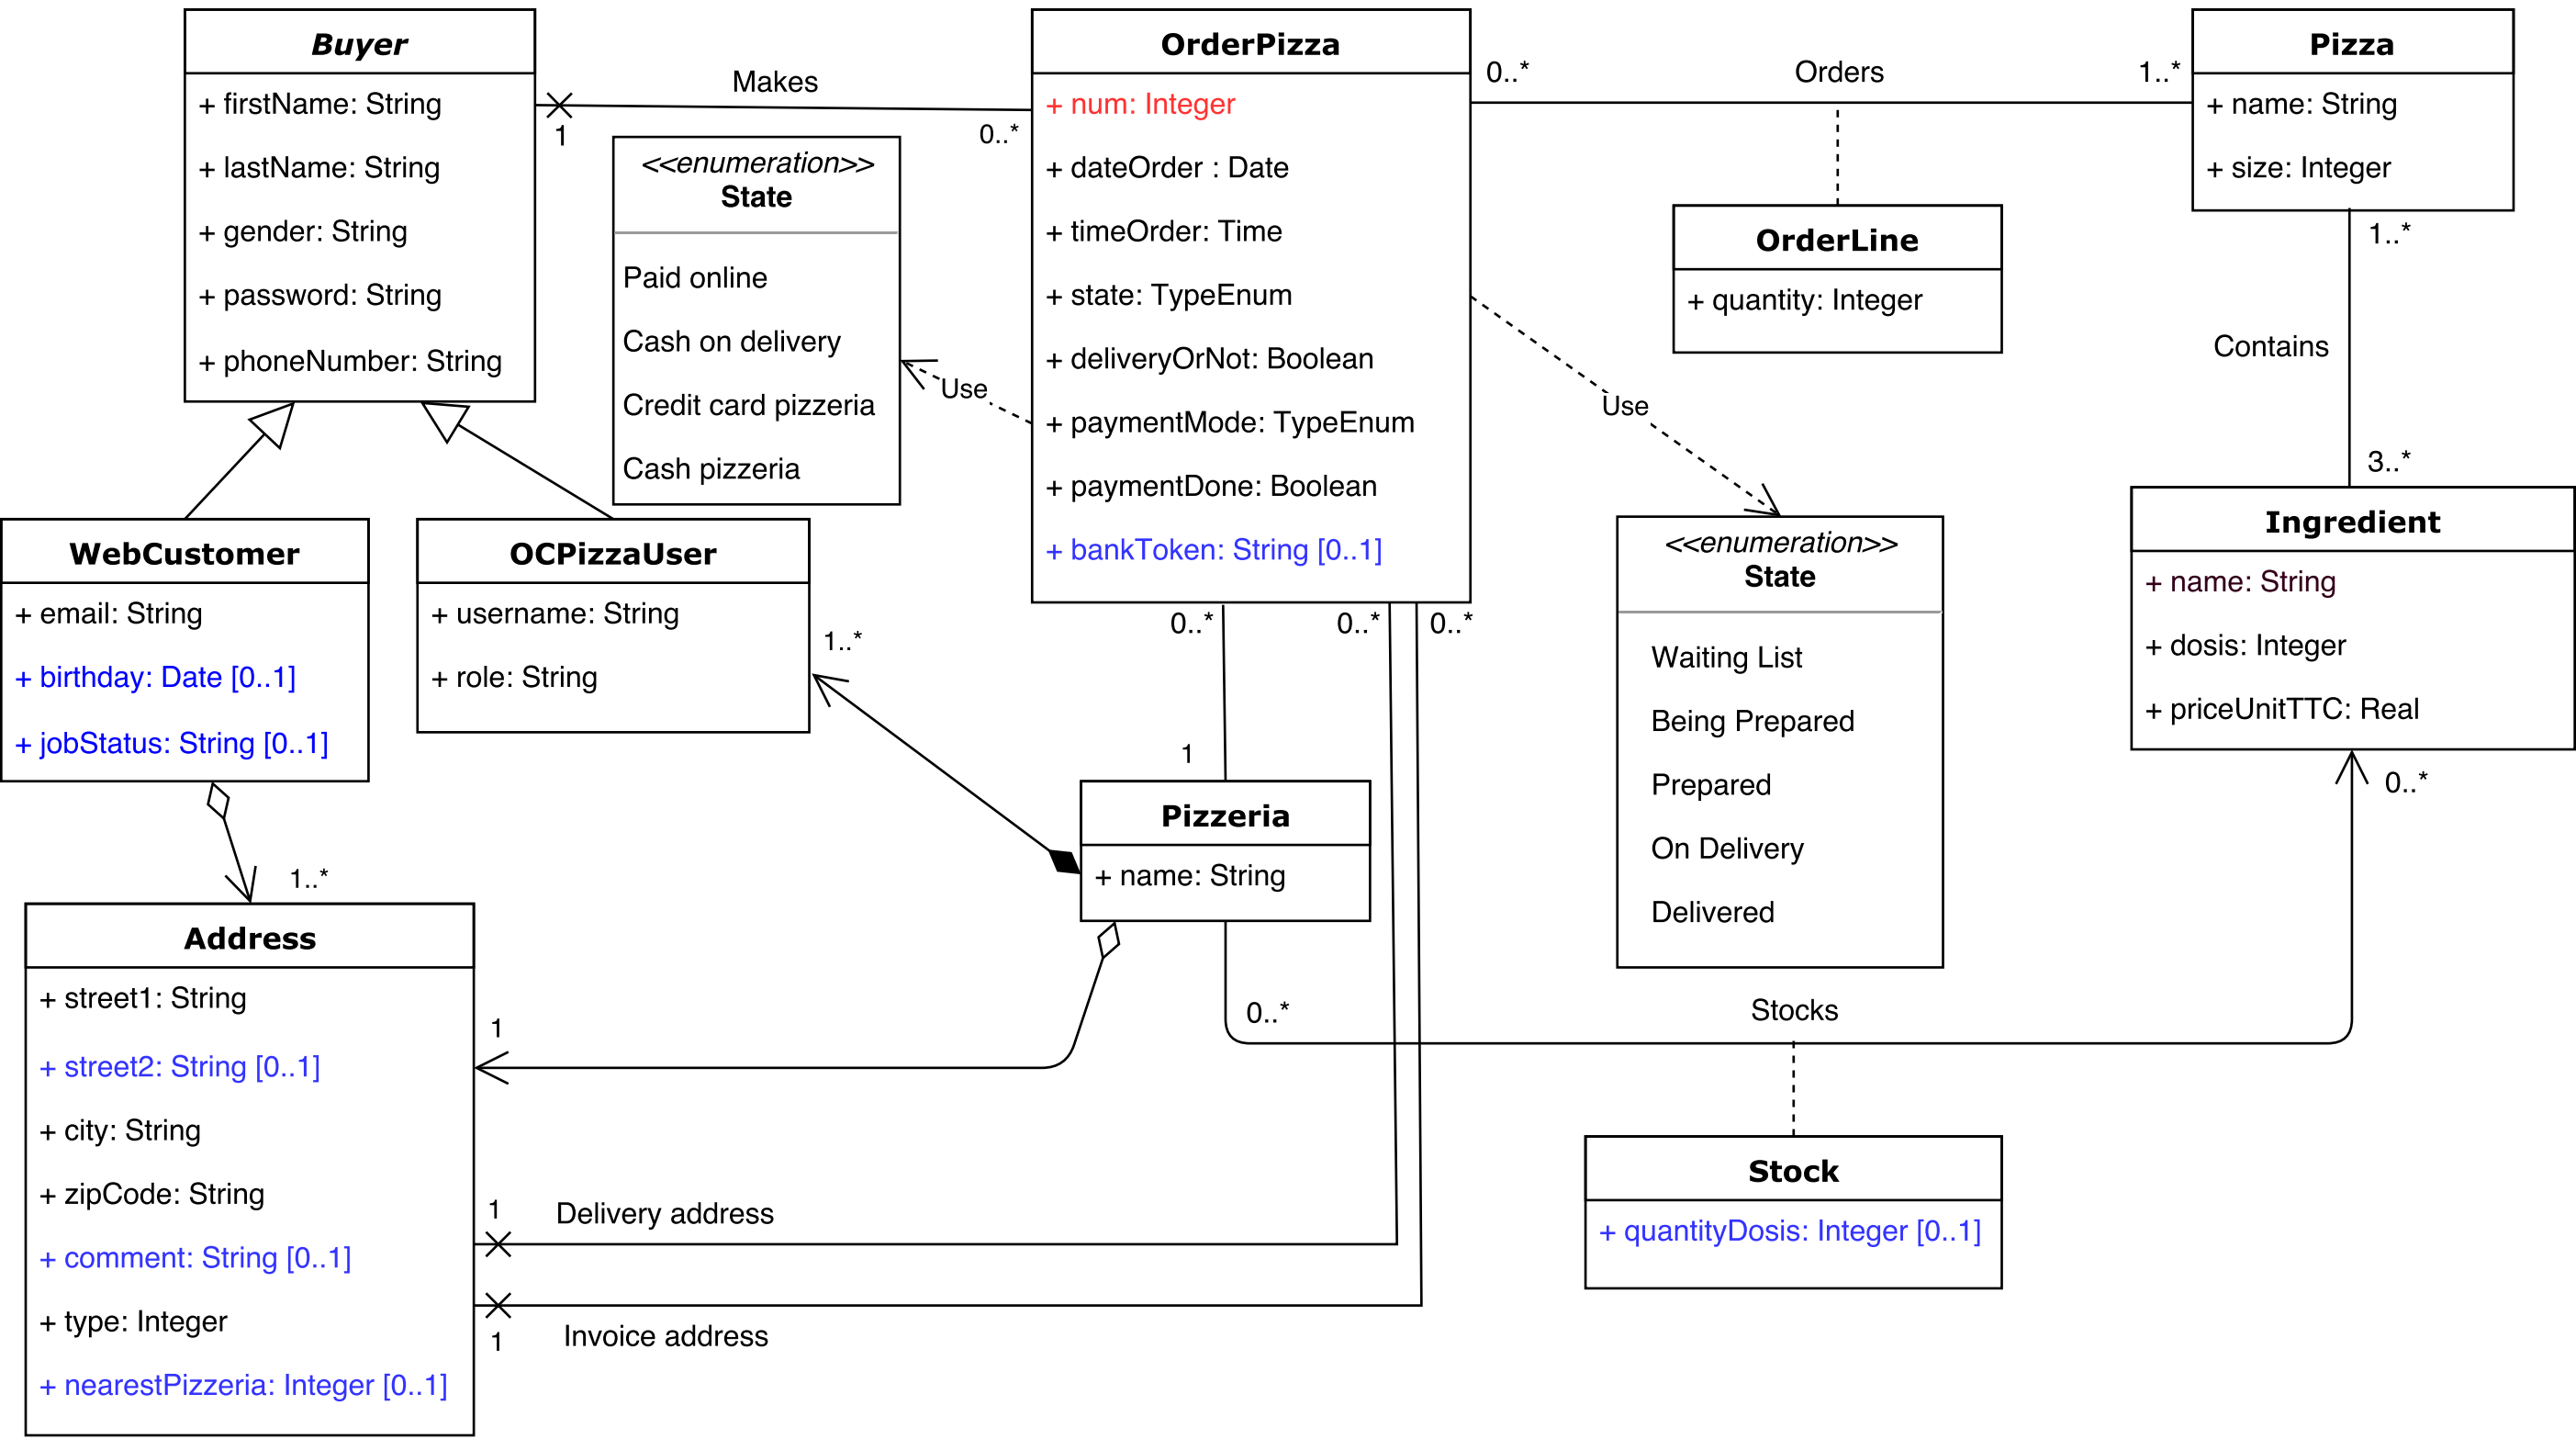 Buyer
+ firstName: String
+ lastName: String
+ gender: String
+ password: String
+ phoneNumber: String
Makes
1
0..*
<<enumeration>>
State
Paid online
Cash on delivery
Credit card pizzeria
Cash pizzeria
Use
OrderPizza
+ num: Integer
+ dateOrder : Date
+ timeOrder: Time
+ state: TypeEnum
+ deliveryOrNot: Boolean
+ paymentMode: TypeEnum
+ paymentDone: Boolean
+ bankToken: String [0..1]
0..*
Orders
1..*
Pizza
+ name: String
+ size: Integer
OrderLine
+ quantity: Integer
1..*
Contains
3..*
Use
WebCustomer
+ email: String
+ birthday: Date [0..1]
+ jobStatus: String [0..1]
OCPizzaUser
+ username: String
+ role: String
1..*
0..*
0..*
0..*
1
<<enumeration>>
State
Waiting List
Being Prepared
Prepared
On Delivery
Delivered
Ingredient
+ name: String
+ dosis: Integer
+ priceUnitTTC: Real
0..*
Pizzeria
+ name: String
1..*
Address
+ street1: String
+ street2: String [0..1]
+ city: String
+ zipCode: String
+ comment: String [0..1]
+ type: Integer
+ nearestPizzeria: Integer [0..1]
1
0..*
Stocks
1
Delivery address
1
Invoice address
Stock
+ quantityDosis: Integer [0..1]